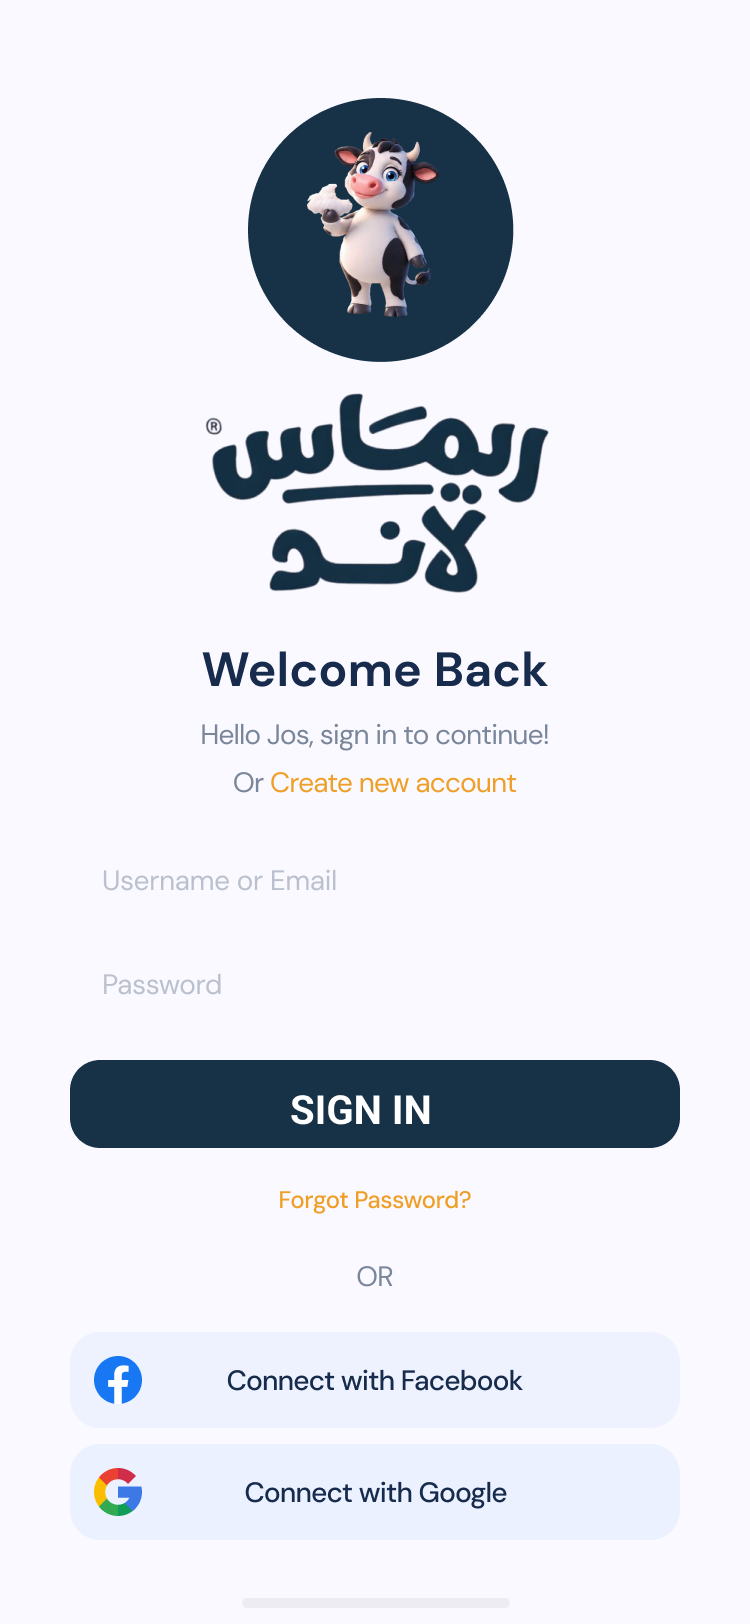 ريماس
®
لاند
Welcome Back
Hello Jos, sign in to continue!
Or Create new account
Username or Email
Password
SIGN IN
Forgot Password?
OR
Connect with Facebook
Connect with Google